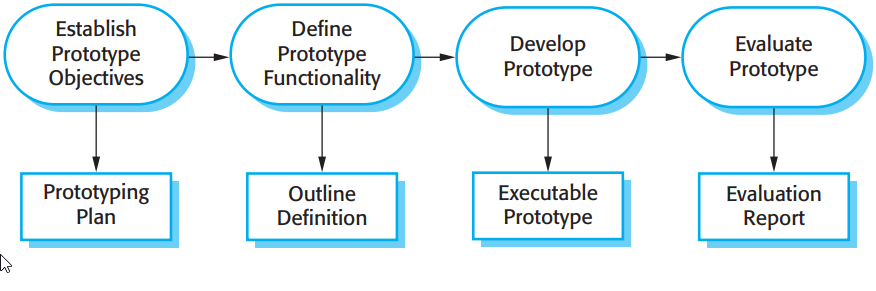 Establish
Prototype
Objectives
Define
Prototype
Functionality
Develop
Prototype
Evaluate
Prototype
Prototyping
Plan
Outline
Definition
Executable
Prototype
Evaluation
Report